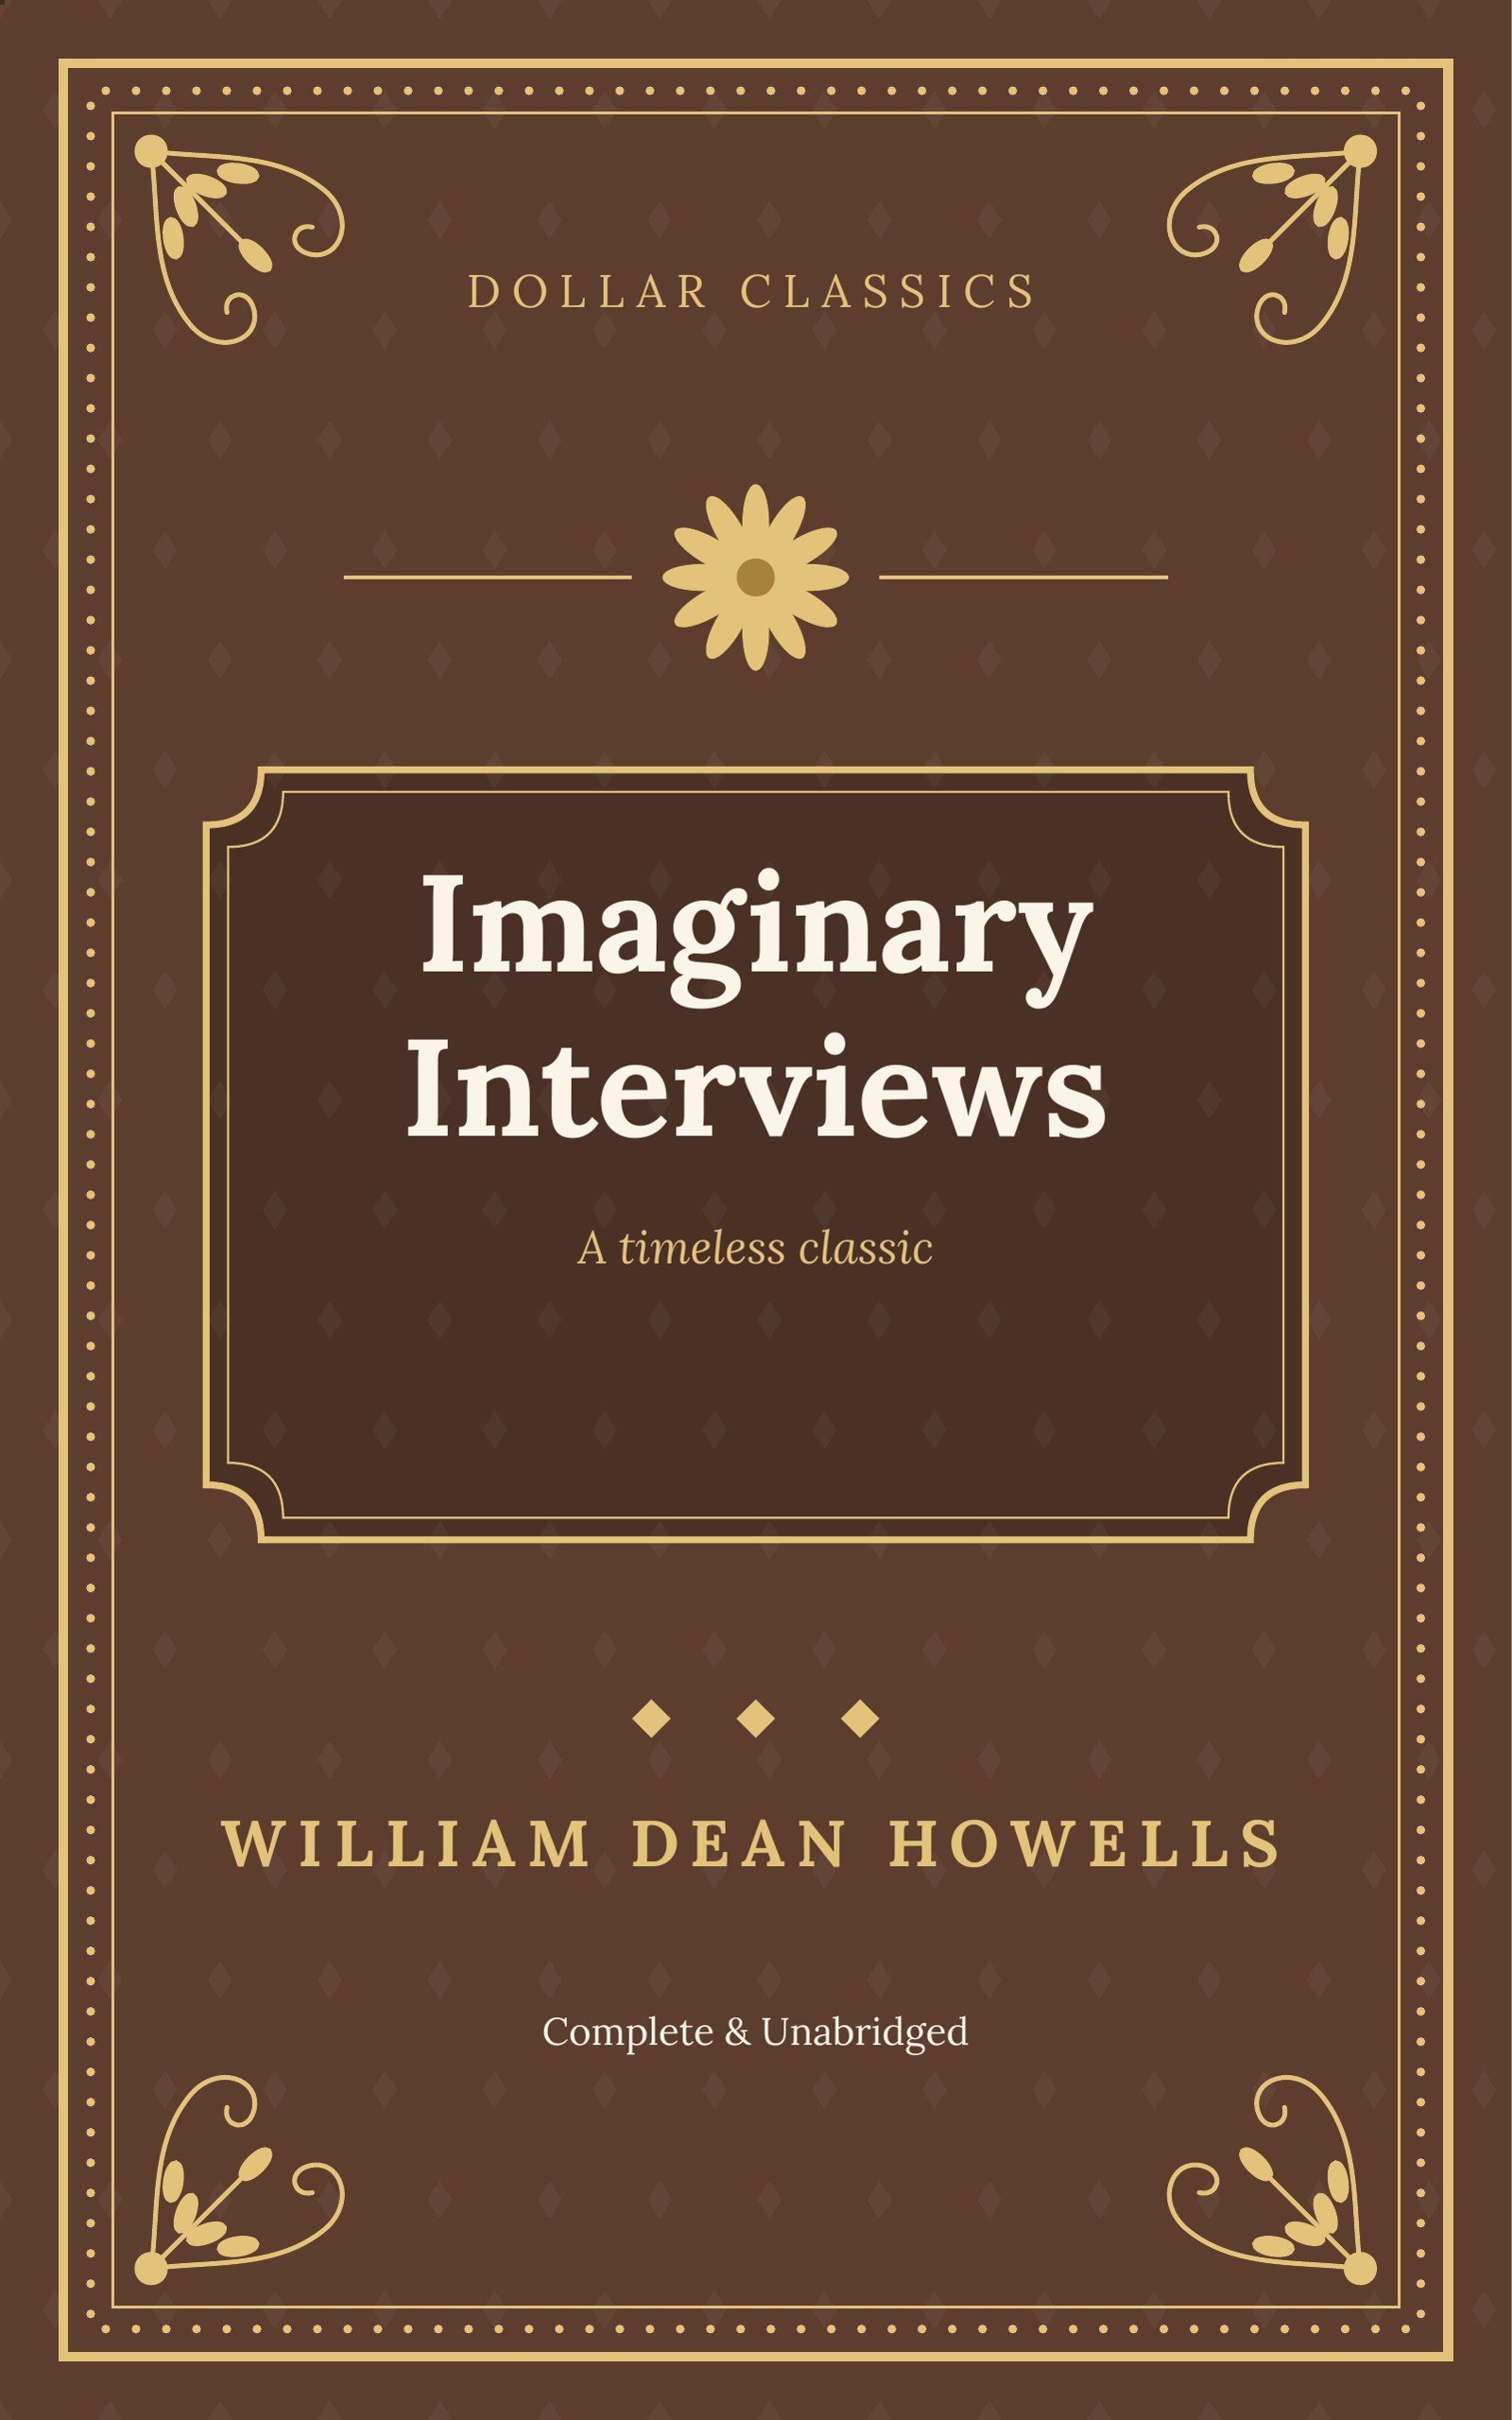 DOLLAR CLASSICS
Imaginary
Interviews
A timeless classic
WILLIAM DEAN HOWELLS
Complete & Unabridged